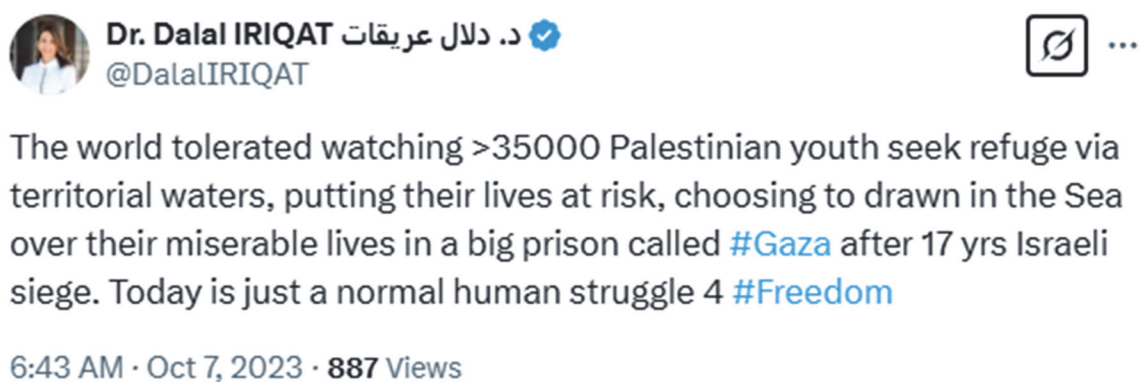 Dr. Dalal IRIQAT د. دلال عريقات
@DalalIRIQAT
The world tolerated watching >35000 Palestinian youth seek refuge via
territorial waters, putting their lives at risk, choosing to drawn in the Sea
over their miserable lives in a big prison called #Gaza after 17 yrs Israeli
siege. Today is just a normal human struggle 4 #Freedom
6:43 AM · Oct 7, 2023 · 887 Views